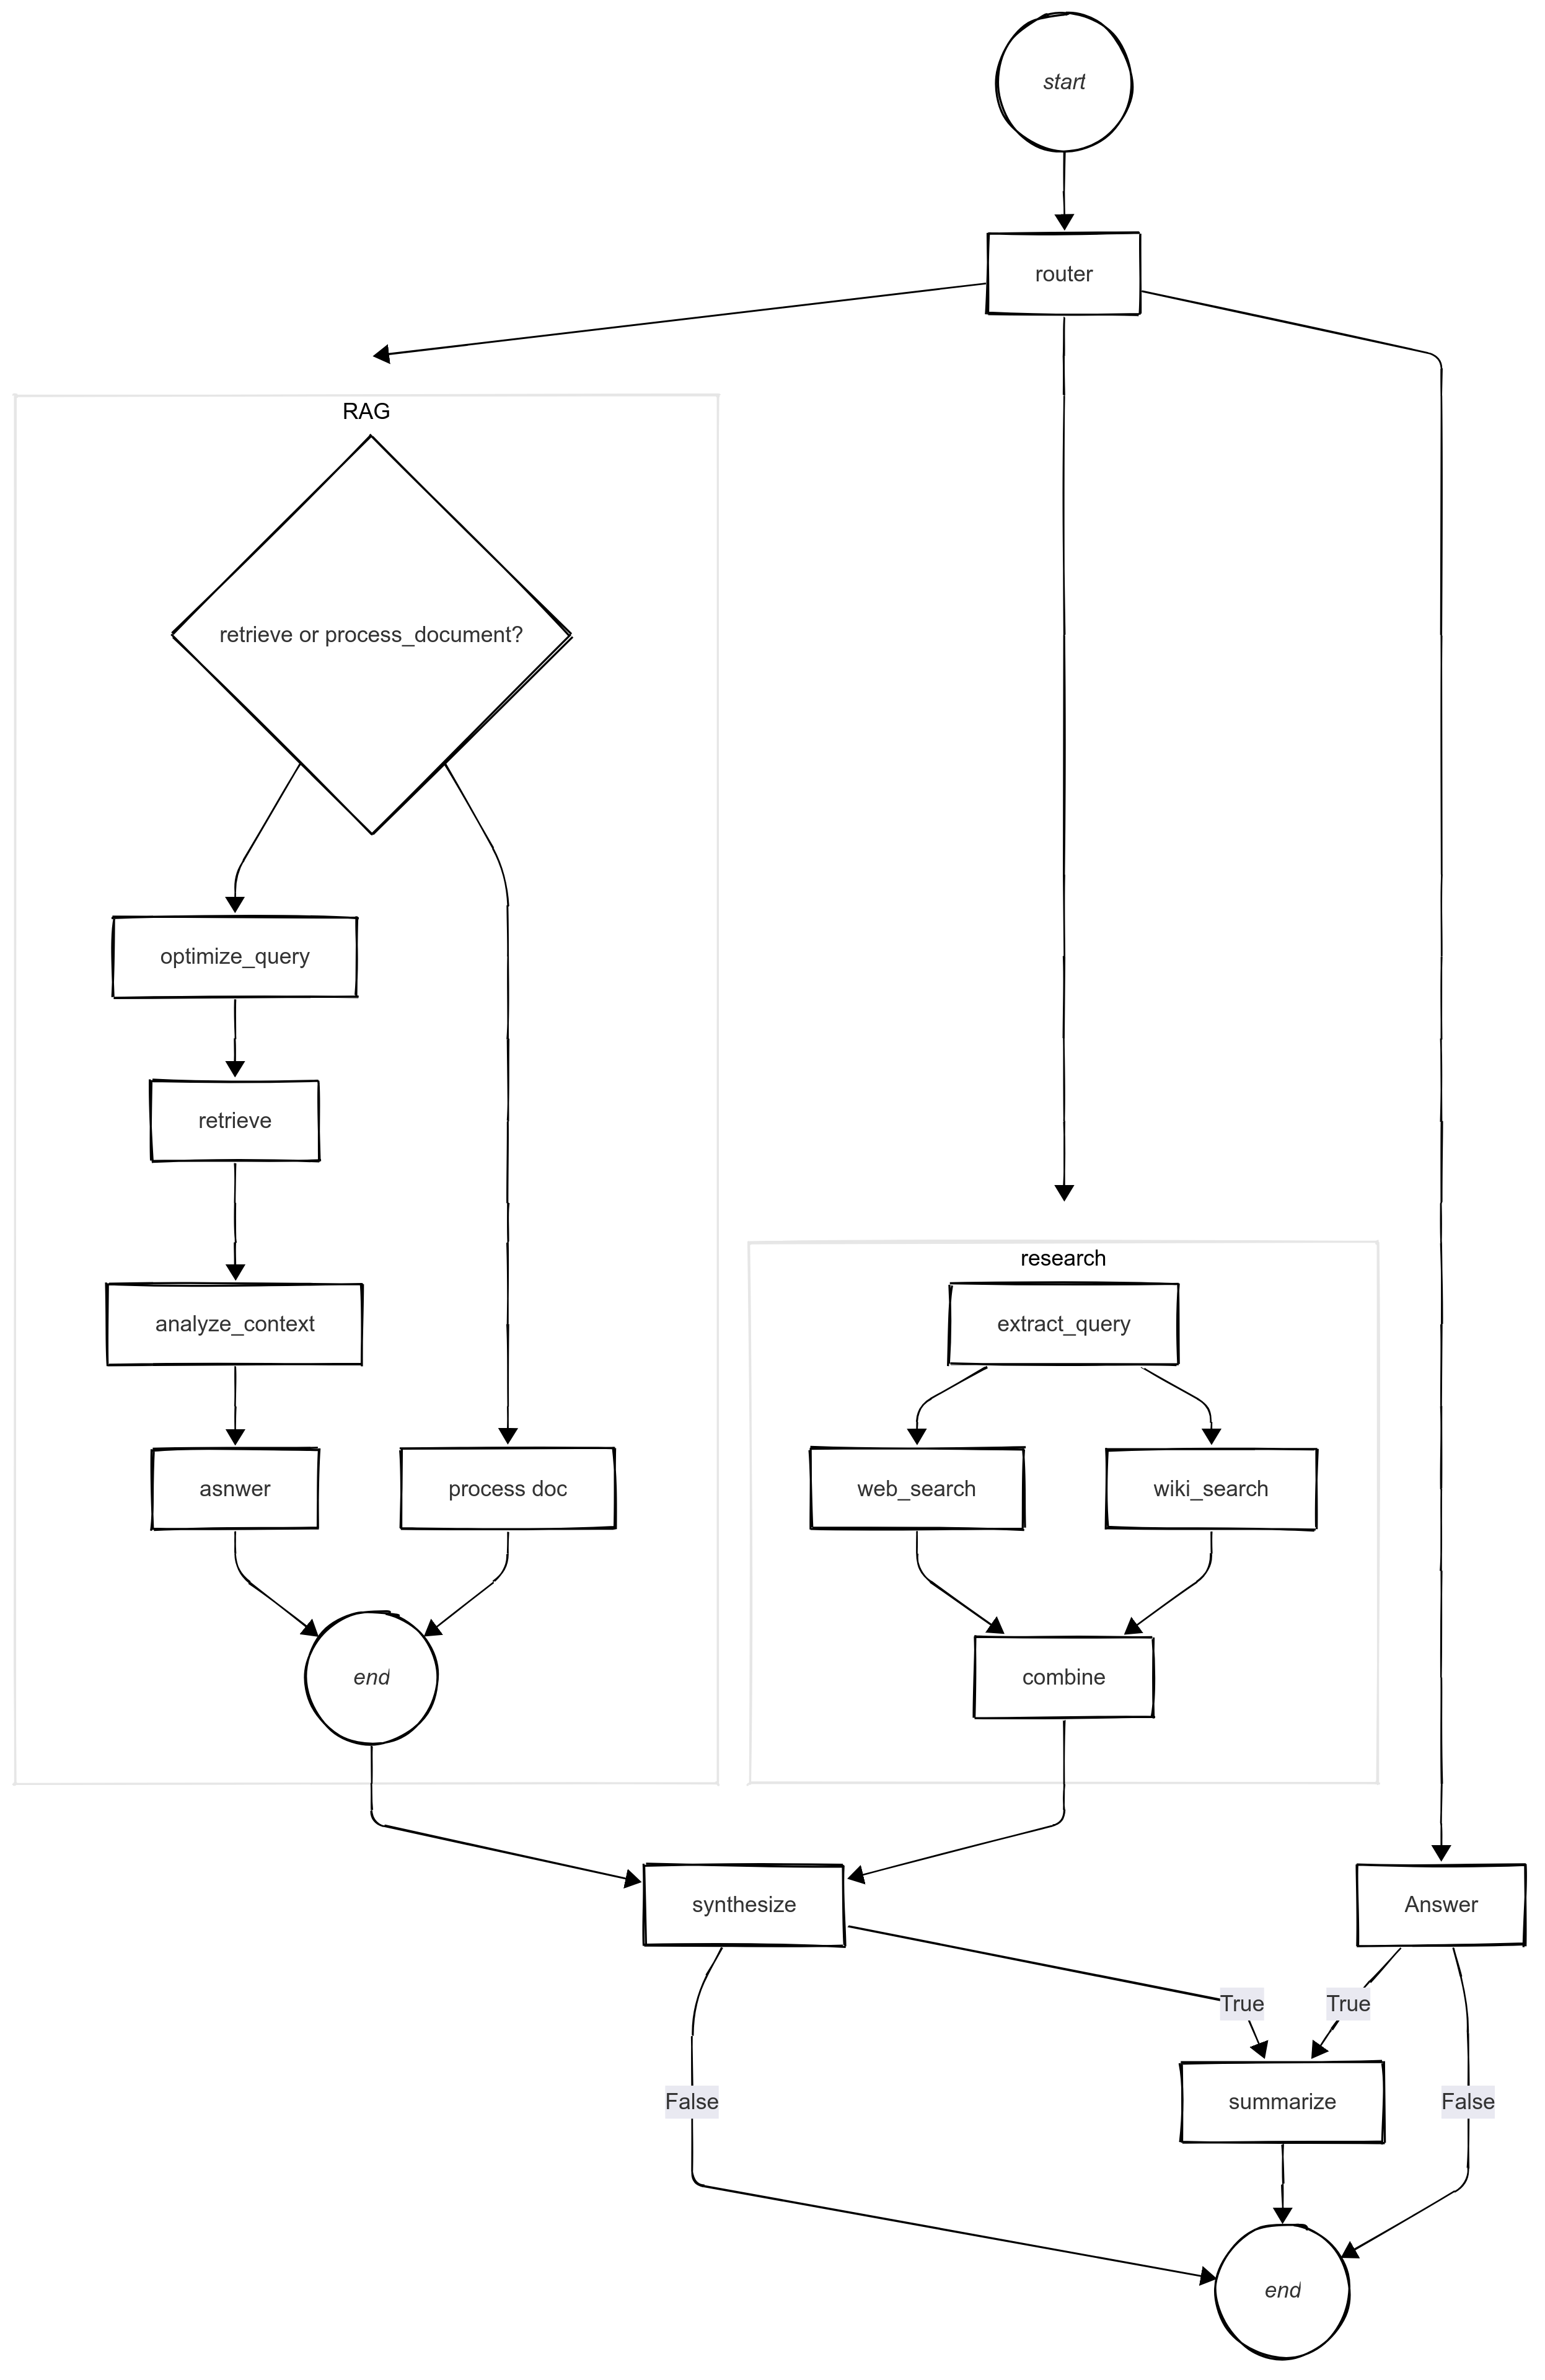 start
router
RAG
retrieve or process_document?
optimize_query
retrieve
analyze_context
asnwer
process doc
end
research
extract_query
web_search
wiki_search
combine
synthesize
Answer
True
True
False
summarize
False
end